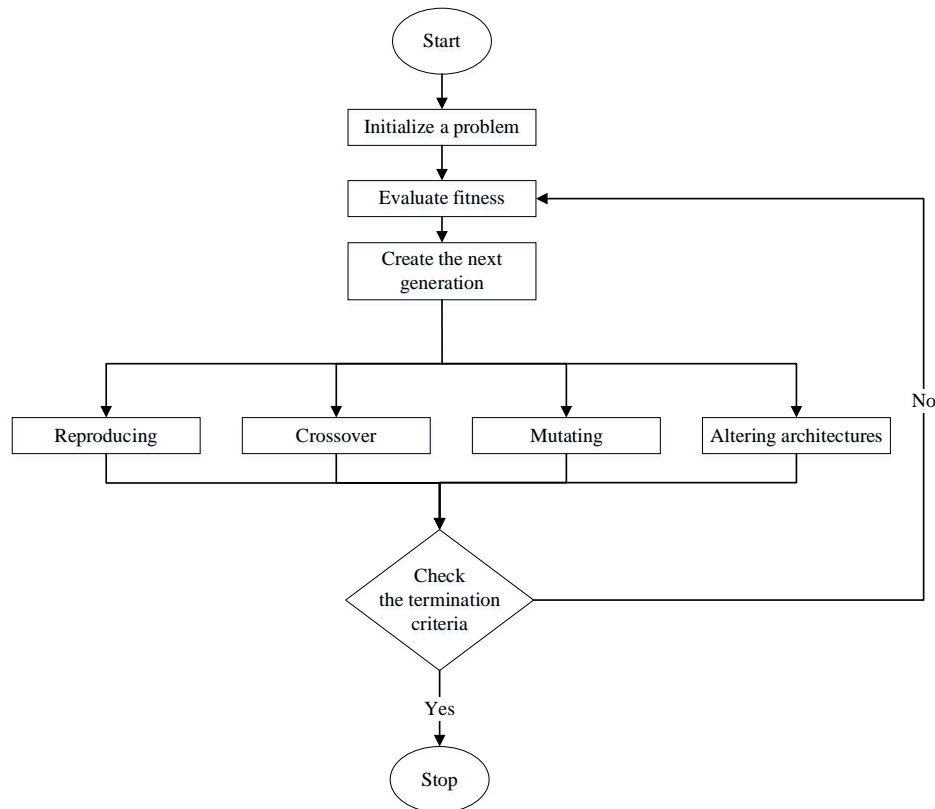 Start
Initialize a problem
Evaluate fitness
Create the next
generation
No
Reproducing
Crossover
Mutating
Altering architectures
Check
the termination
criteria
Yes
Stop